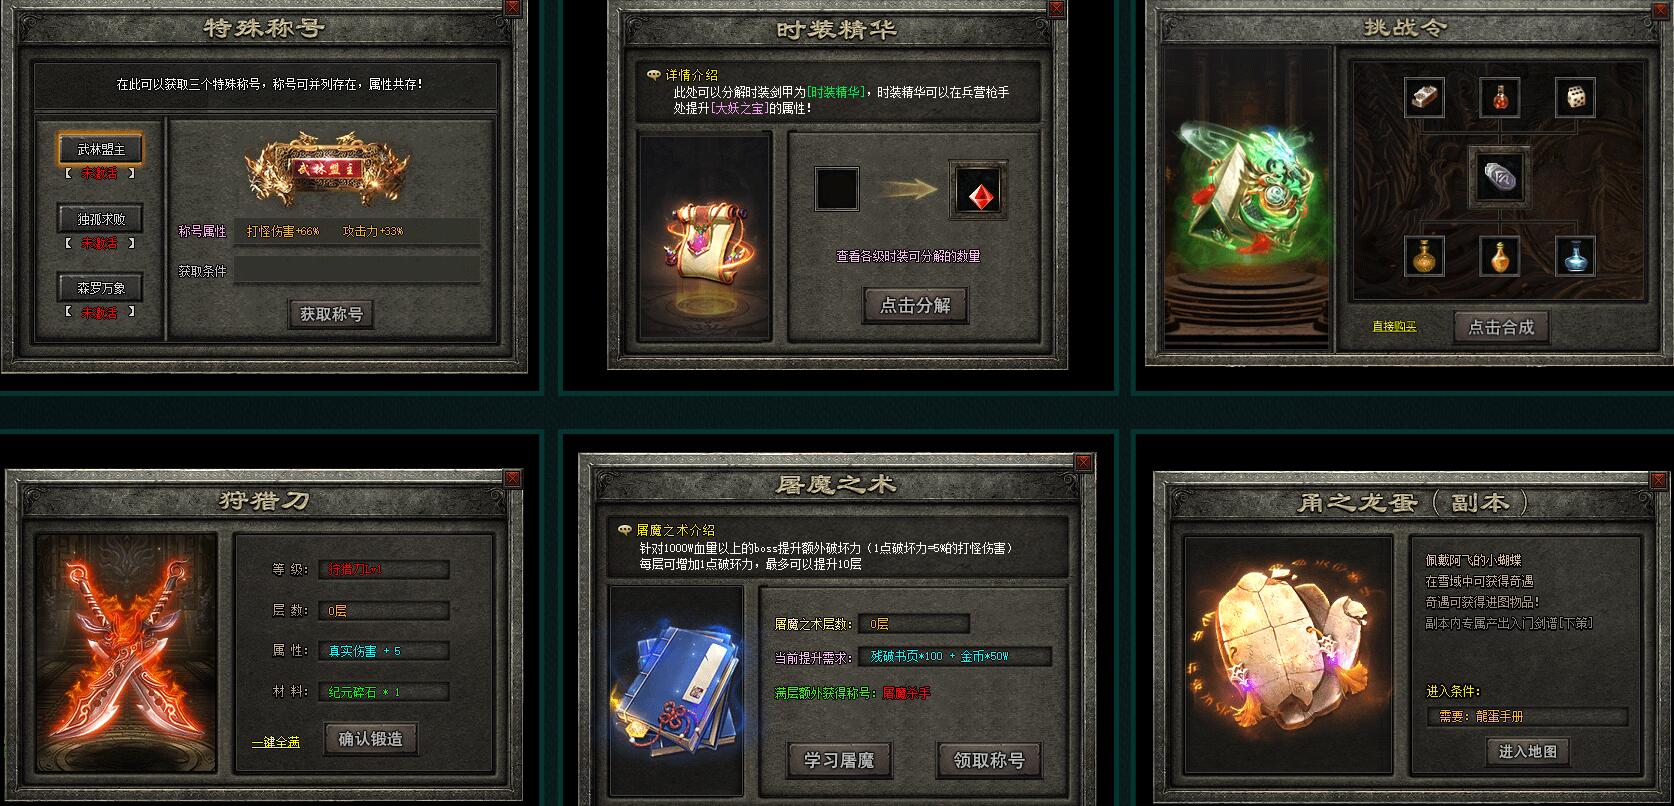 特殊称号
在此可以获取三个特殊称号，称号可并列存在，属性共存！
武林盟主
【 未激活 】
独孤求败
【 未激活 】
森罗万象
【 未激活 】
武林盟主
称号属性 打怪伤害+66% 攻击力+33%
获取条件
获取称号
时装精华
详情介绍
此处可以分解时装剑甲为[时装精华]，时装精华可以在兵营枪手
处提升[大妖之宝]的属性！
查看各级时装可分解的数量
点击分解
挑战令
直接购买
点击合成
狩猎刀
等 级： 狩猎刀Lv1
层 数： 0层
属 性： 真实伤害 + 5
材 料： 纪元碎石 * 1
一键全满
确认锻造
屠魔之术
屠魔之术介绍
针对1000W血量以上的boss提升额外破坏力（1点破坏力=5%的打怪伤害）
每层可增加1点破坏力，最多可以提升10层
屠魔之术层数： 0层
当前提升需求： 残破书页*100 + 金币*50W
满层额外获得称号：屠魔杀手
学习屠魔
领取称号
甬之龙蛋（副本）
佩戴阿飞的小蝴蝶
在雪域中可获得奇遇
奇遇可获得进图物品！
副本内专属产出入门剑谱[下策]
进入条件：
需要：龍蛋手册
进入地图